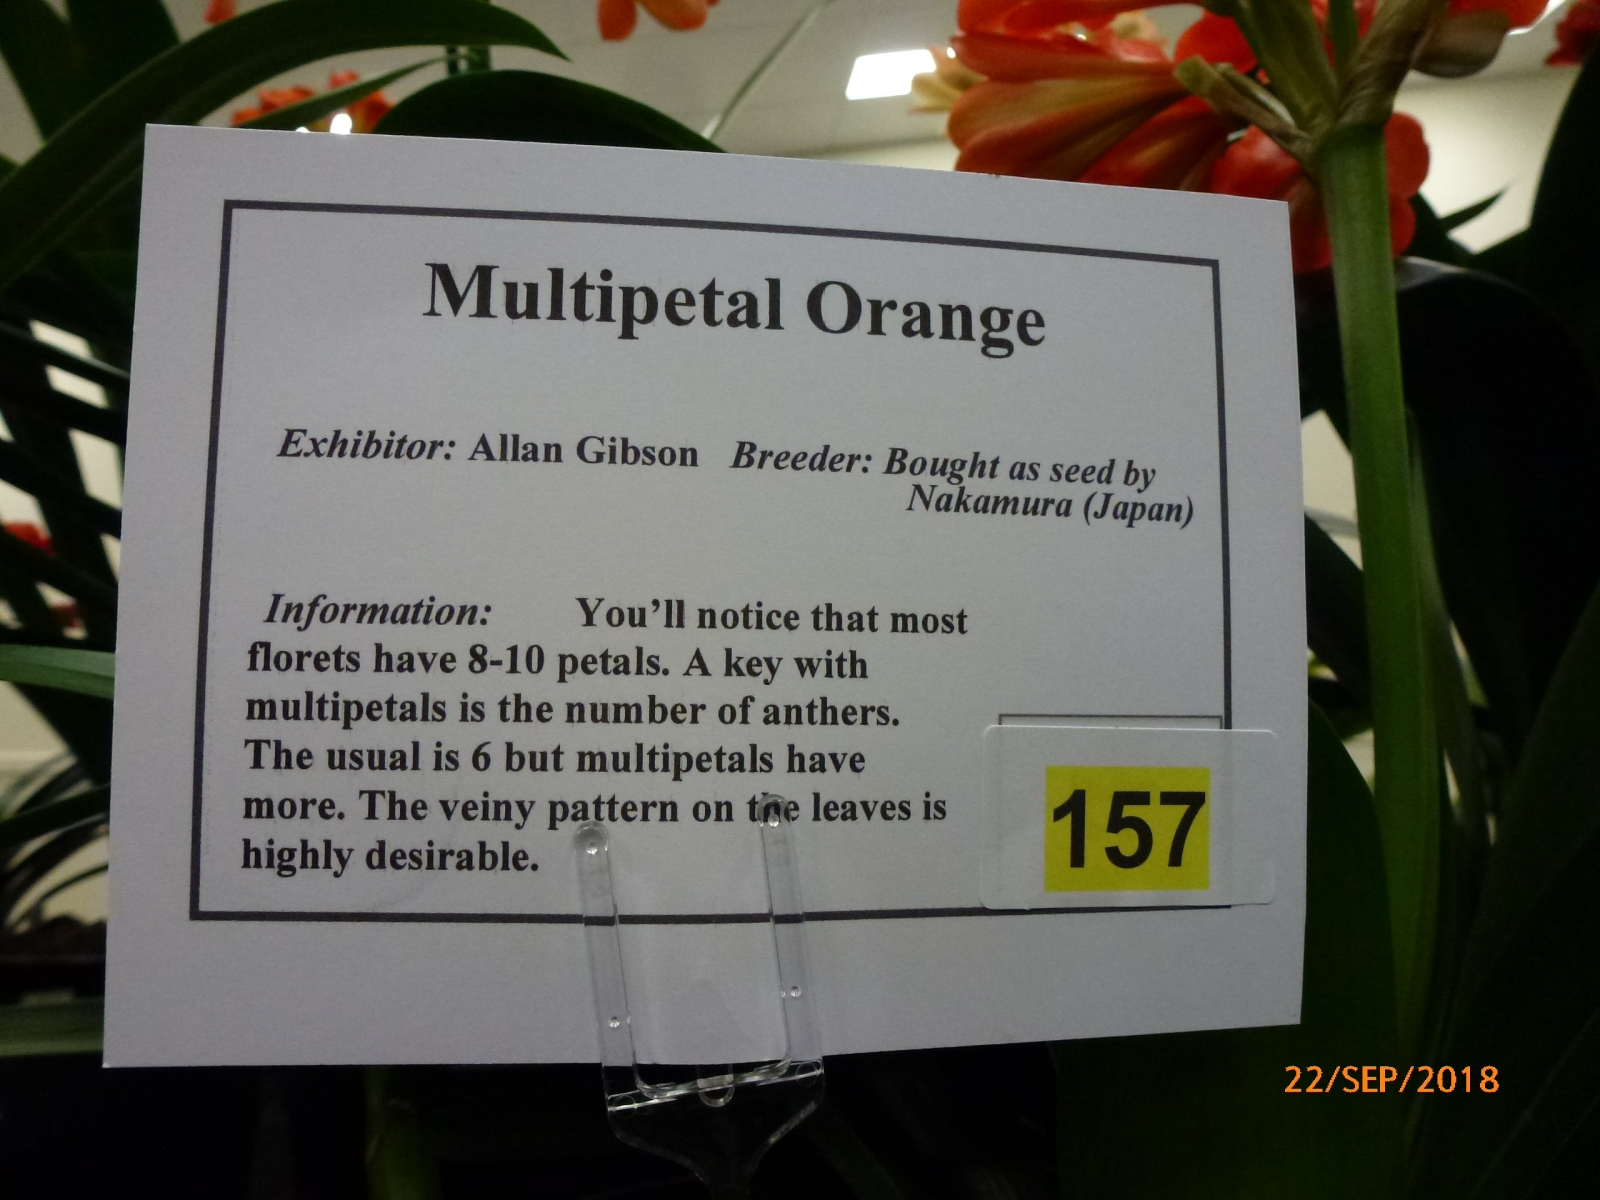 Multipetal Orange
Exhibitor: Allan Gibson Breeder: Bought as seed by
Nakamura (Japan)
Information: You'll notice that most
florets have 8-10 petals. A key with
multipetals is the number of anthers.
The usual is 6 but multipetals have
more. The veiny pattern on the leaves is
highly desirable.
157
22/SEP/2018